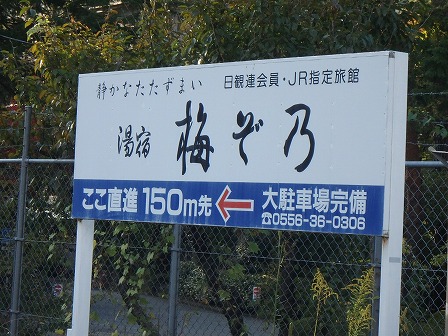 静かなたたずまい　日観連会員・JR指定旅館
湯宿 梅ぞ乃
ここ直進150m先 ← 大駐車場完備
☎0556-36-0306